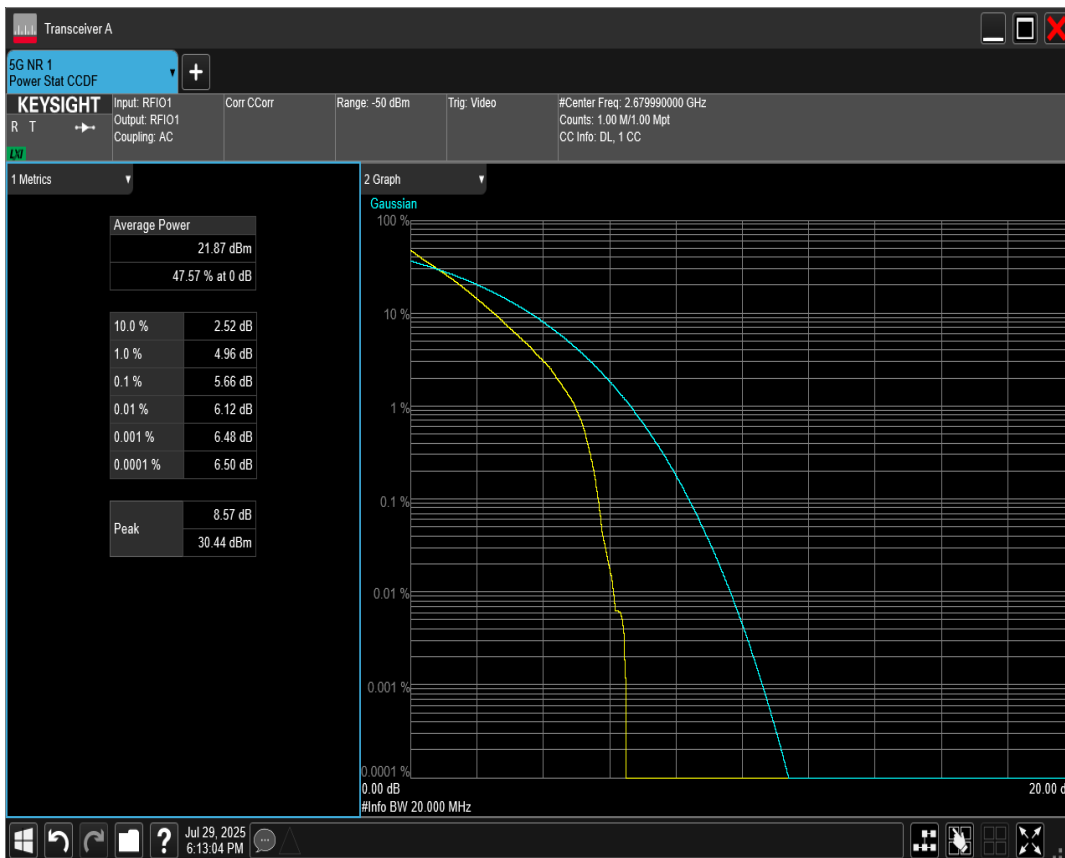 Transceiver A
5G NR 1
Power Stat CCDF
KEYSIGHT
R T
LXI
Input: RFIO1
Output: RFIO1
Coupling: AC
Corr CCorr
Range: -50 dBm
Trig: Video
#Center Freq: 2.679990000 GHz
Counts: 1.00 M/1.00 Mpt
CC Info: DL, 1 CC
1 Metrics
Average Power
21.87 dBm
47.57 % at 0 dB
10.0 % 2.52 dB
1.0 % 4.96 dB
0.1 % 5.66 dB
0.01 % 6.12 dB
0.001 % 6.48 dB
0.0001 % 6.50 dB
Peak 8.57 dB
30.44 dBm
2 Graph
Gaussian
100 %
10 %
1 %
0.1 %
0.01 %
0.001 %
0.0001 %
0.00 dB 20.00 d
#Info BW 20.000 MHz
Jul 29, 2025
6:13:04 PM